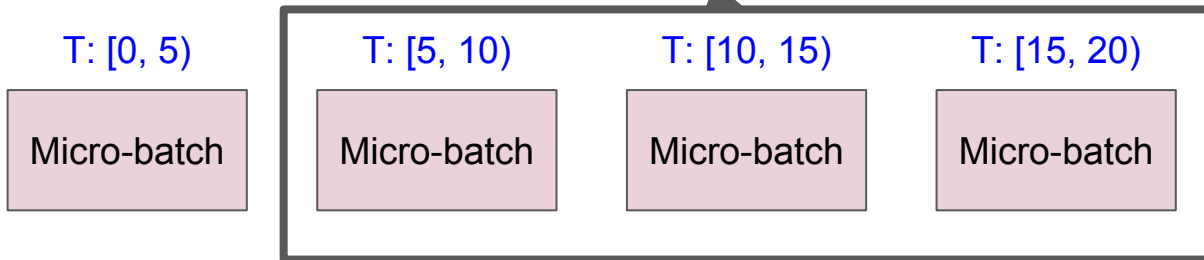 T: [0, 5) T: [5, 10) T: [10, 15) T: [15, 20)
Micro-batch Micro-batch Micro-batch Micro-batch